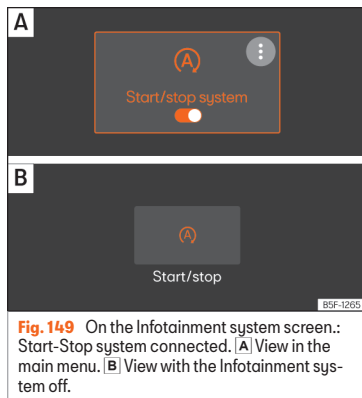 A
A
Start/stop system
B
A
Start/stop
B5F-1265
Fig. 149 On the Infotainment system screen.:
Start-Stop system connected. A View in the
main menu. B View with the Infotainment sys-
tem off.